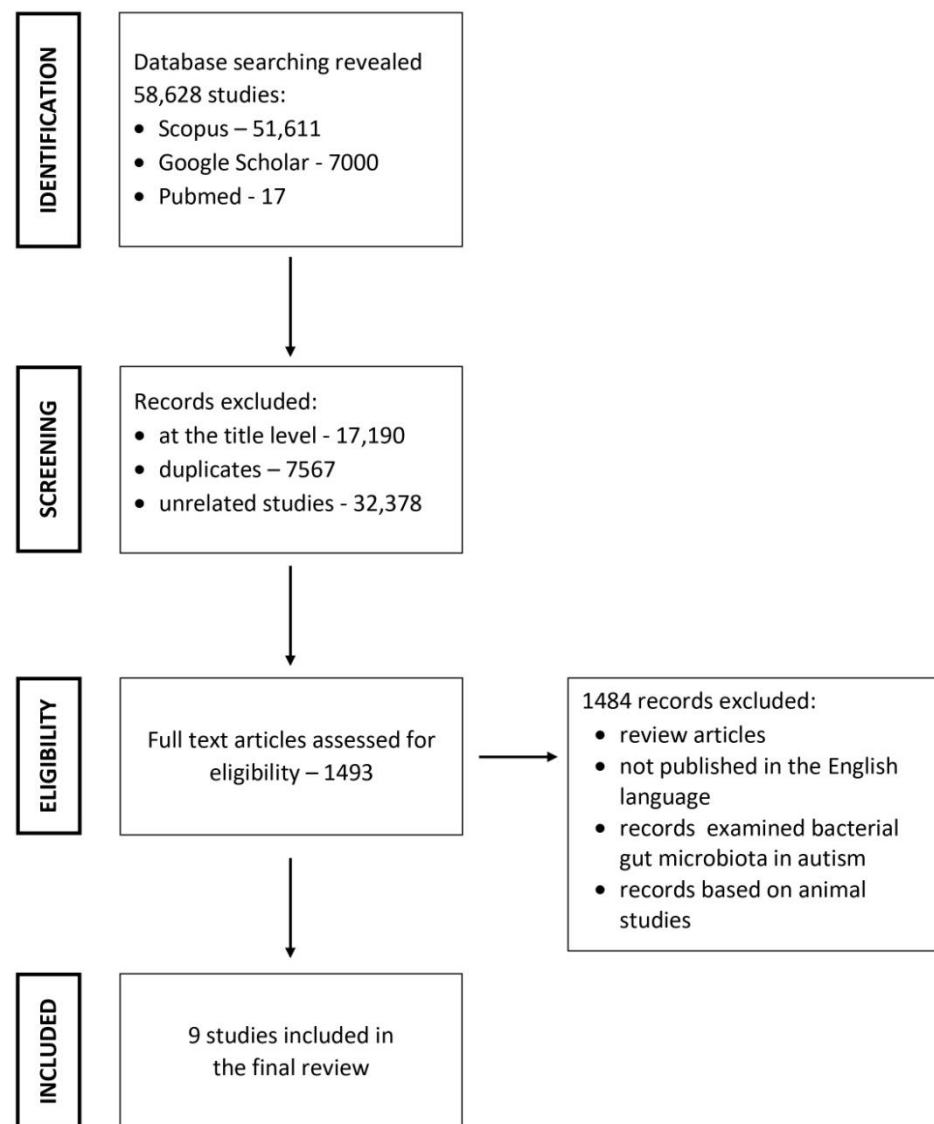 IDENTIFICATION
Database searching revealed
58,628 studies:
• Scopus – 51,611
• Google Scholar - 7000
• Pubmed - 17
SCREENING
Records excluded:
• at the title level - 17,190
• duplicates – 7567
• unrelated studies - 32,378
ELIGIBILITY
Full text articles assessed for
eligibility – 1493
1484 records excluded:
• review articles
• not published in the English
language
• records examined bacterial
gut microbiota in autism
• records based on animal
studies
INCLUDED
9 studies included in
the final review